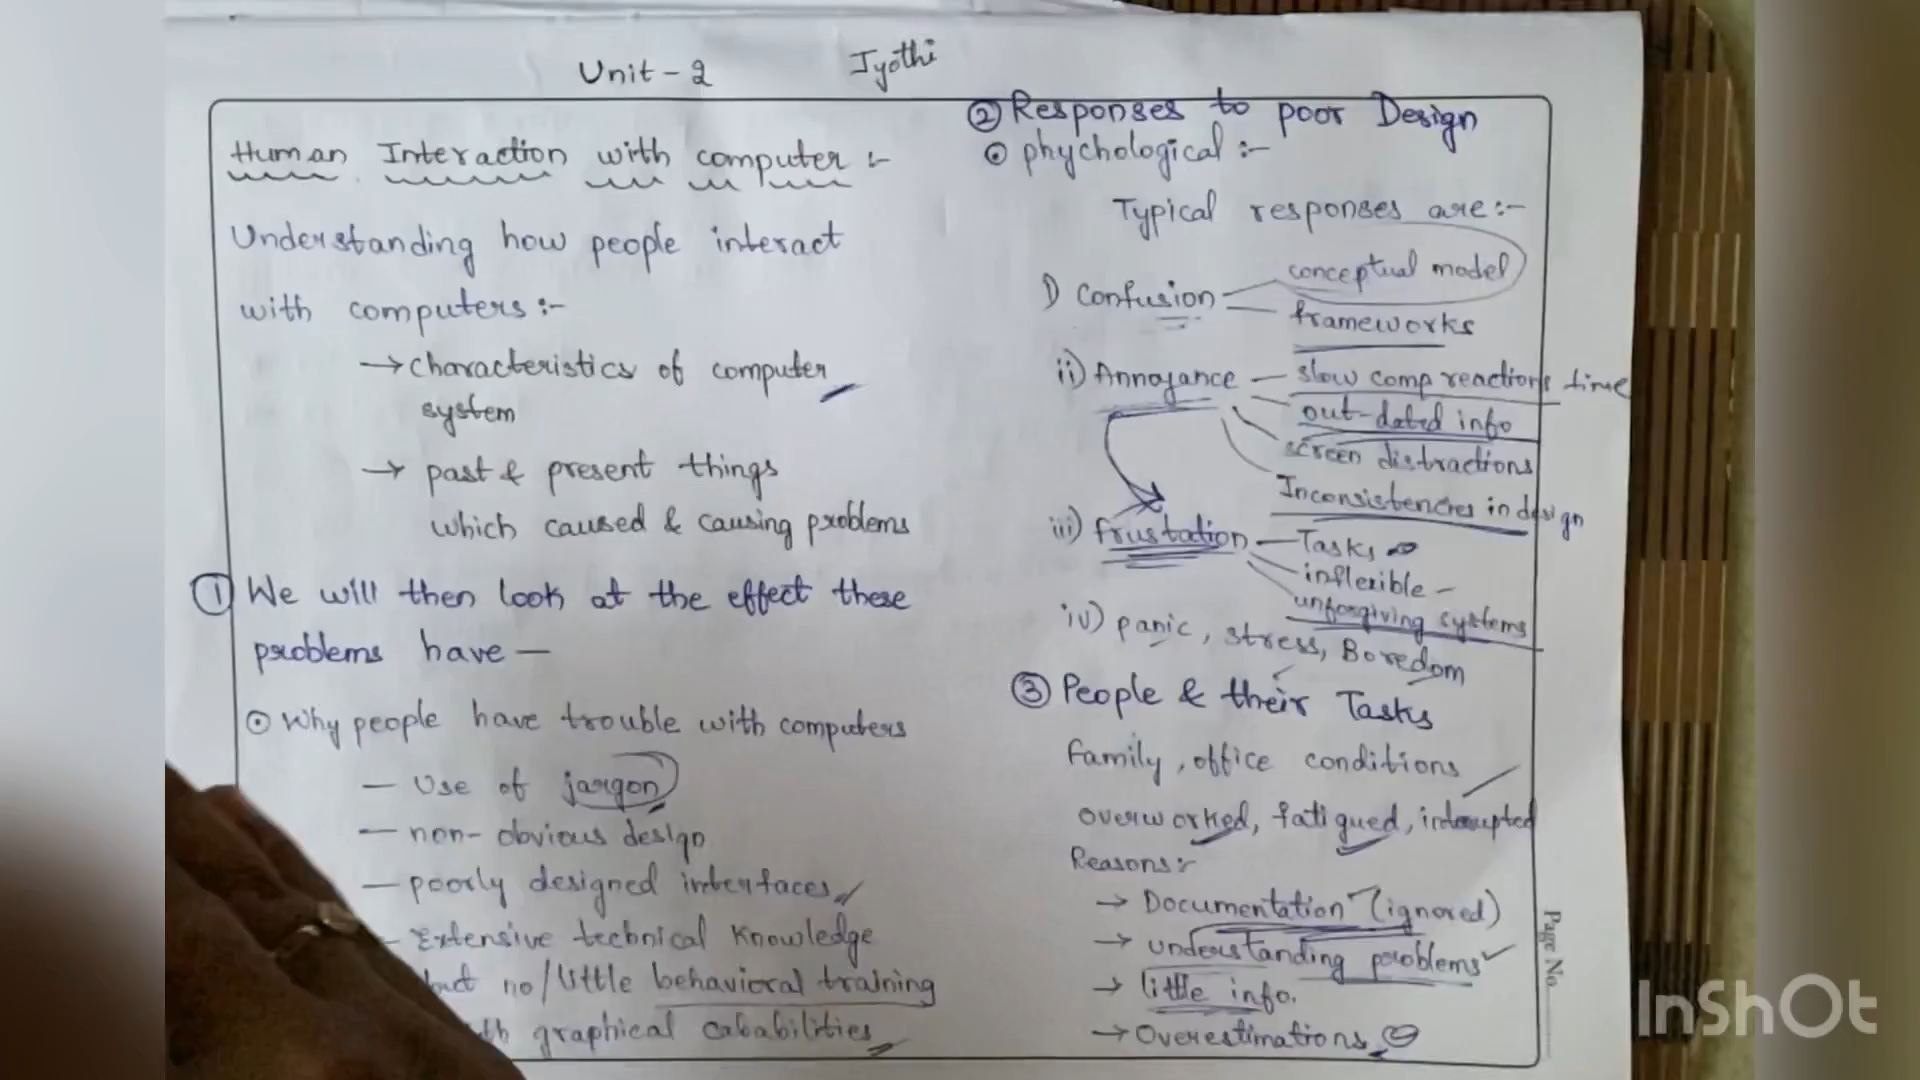 Unit - 2
Jyothi
Human Interaction with computer :-
Understanding how people interact
with computers :-
→ characteristics of computer
system
→ past & present things
which caused & causing problems
① We will then look at the effect these
problems have —
⊙ Why people have trouble with computers
— Use of jargon
— non-obvious design
— poorly designed interfaces
- Extensive technical knowledge
but no/little behavioral training
graphical cababilities
② Responses to poor Design
⊙ phychological :-
Typical responses are :-
i) Confusion — conceptual model
— frameworks
ii) Annoyance — slow comp reactions time
out-dated info
screen distractions
Inconsistencies in design
iii) frustation — Tasks
inflexible -
unforgiving systems
iv) panic, stress, Boredom
③ People & their Tasks
Family, office conditions
overworked, fatigued, interrupted
Reasons :-
→ Documentation (ignored)
→ understanding problems
→ little info.
→ Overestimations
Page No.
InShOt